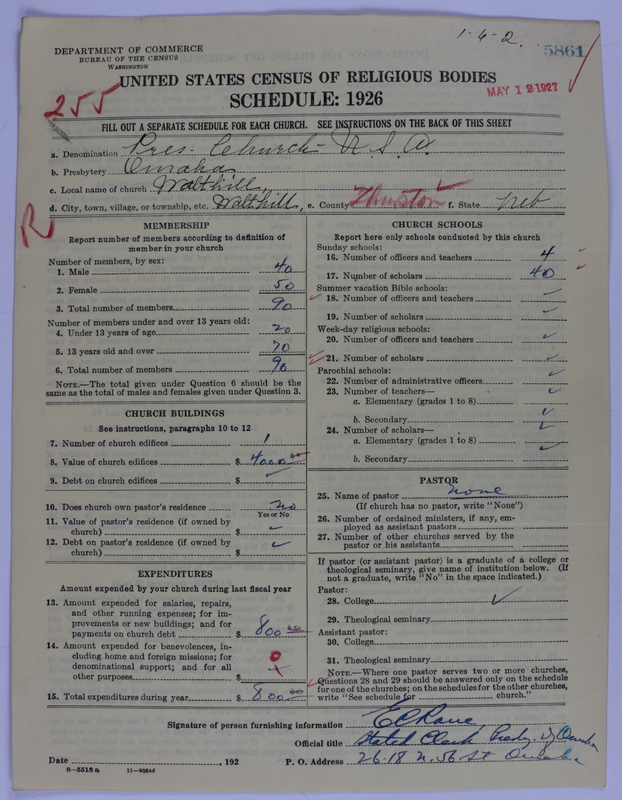 1-4-2.
5861
DEPARTMENT OF COMMERCE
BUREAU OF THE CENSUS
WASHINGTON
UNITED STATES CENSUS OF RELIGIOUS BODIES
MAY 12 1927
SCHEDULE: 1926
255
FILL OUT A SEPARATE SCHEDULE FOR EACH CHURCH. SEE INSTRUCTIONS ON THE BACK OF THIS SHEET
a. Denomination Pres. Church U.S.A.
b. Presbytery Omaha
c. Local name of church Walthill
d. City, town, village, or township, etc. Walthill, e. County Thurston f. State Neb
R
MEMBERSHIP
Report number of members according to definition of
member in your church
Number of members, by sex:
1. Male 40
2. Female 50
3. Total number of members 90
Number of members under and over 13 years old:
4. Under 13 years of age 20
5. 13 years old and over 70
6. Total number of members 90
NOTE.—The total given under Question 6 should be the
same as the total of males and females given under Question 3.
CHURCH BUILDINGS
See instructions, paragraphs 10 to 12
7. Number of church edifices 1
8. Value of church edifices $ 4000.00
9. Debt on church edifices $
10. Does church own pastor's residence no
Yes or No
11. Value of pastor's residence (if owned by
church) $
12. Debt on pastor's residence (if owned by
church) $
EXPENDITURES
Amount expended by your church during last fiscal year
13. Amount expended for salaries, repairs,
and other running expenses; for im-
provements or new buildings; and for
payments on church debt $ 800.00
14. Amount expended for benevolences, in-
cluding home and foreign missions; for
denominational support; and for all
other purposes $ 0
15. Total expenditures during year $ 800.00
CHURCH SCHOOLS
Report here only schools conducted by this church
Sunday schools:
16. Number of officers and teachers 4
17. Number of scholars 40
Summer vacation Bible schools:
18. Number of officers and teachers
19. Number of scholars
Week-day religious schools:
20. Number of officers and teachers
21. Number of scholars
Parochial schools:
22. Number of administrative officers
23. Number of teachers—
a. Elementary (grades 1 to 8)
b. Secondary
24. Number of scholars—
a. Elementary (grades 1 to 8)
b. Secondary
PASTOR
25. Name of pastor none
(If church has no pastor, write "None")
26. Number of ordained ministers, if any, em-
ployed as assistant pastors
27. Number of other churches served by the
pastor or his assistants
If pastor (or assistant pastor) is a graduate of a college or
theological seminary, give name of institution below. (If
not a graduate, write "No" in the space indicated.)
Pastor:
28. College
29. Theological seminary
Assistant pastor:
30. College
31. Theological seminary
NOTE.—Where one pastor serves two or more churches,
Questions 28 and 29 should be answered only on the schedule
for one of the churches; on the schedules for the other churches,
write "See schedule for church."
Signature of person furnishing information
Official title Stated Clerk Presby. of Omaha
Date , 192 P. O. Address 2618 N. 56 St Omaha
8—5518 a 11—9064d